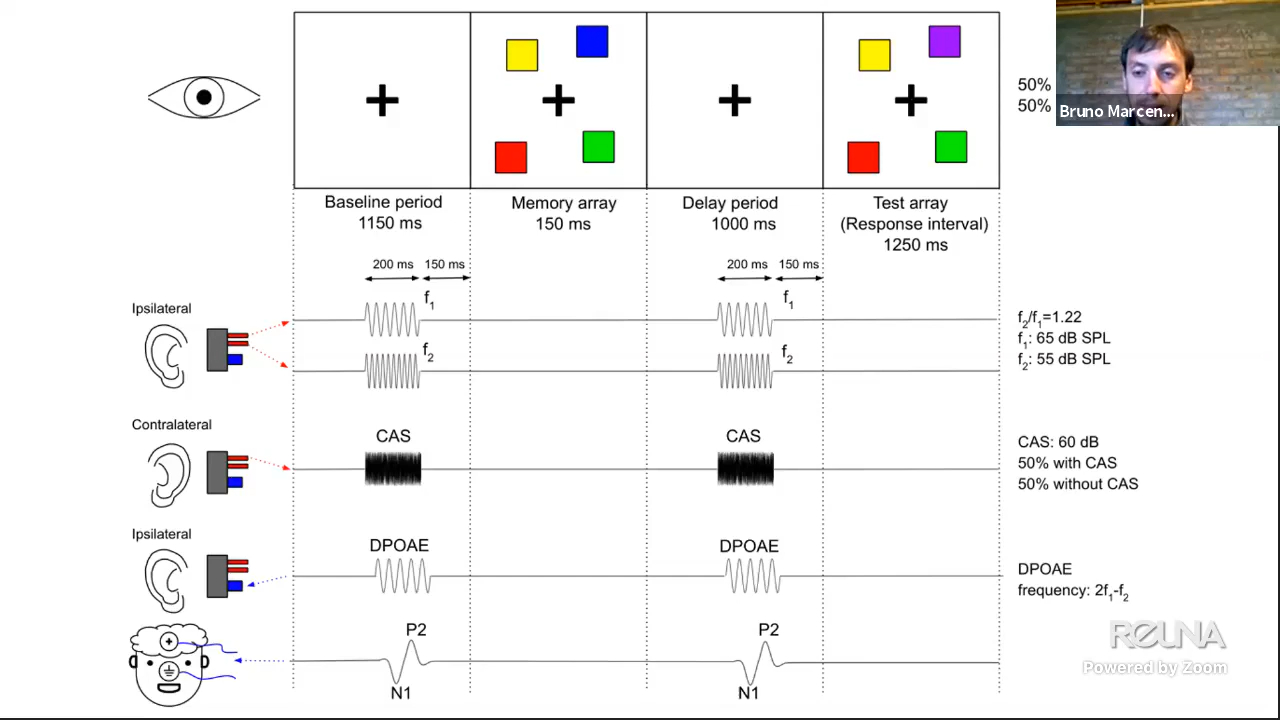 50%
50%
Bruno Marcen...
Baseline period
1150 ms
Memory array
150 ms
Delay period
1000 ms
Test array
(Response interval)
1250 ms
200 ms
150 ms
200 ms
150 ms
Ipsilateral
f1
f1
f2/f1=1.22
f1: 65 dB SPL
f2: 55 dB SPL
f2
f2
Contralateral
CAS
CAS
CAS: 60 dB
50% with CAS
50% without CAS
Ipsilateral
DPOAE
DPOAE
DPOAE
frequency: 2f1-f2
P2
P2
N1
N1
REUNA
Powered by Zoom